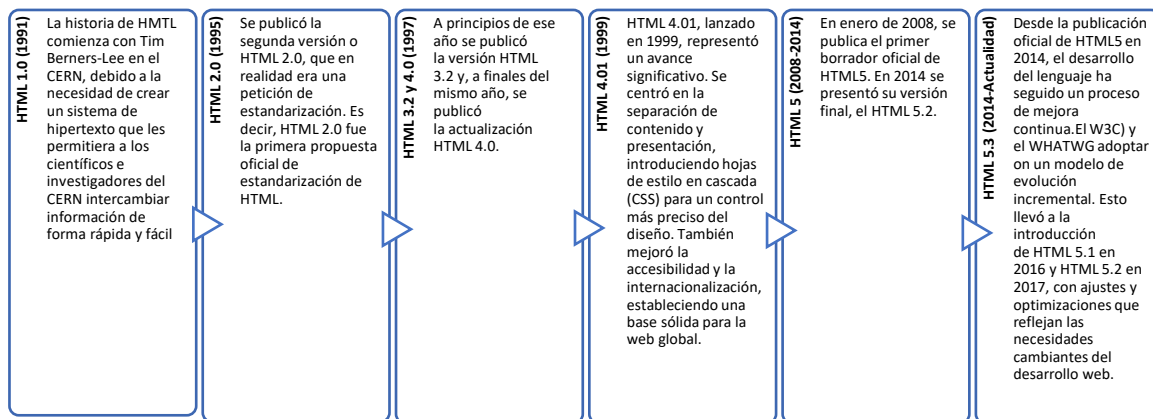 HTML 1.0 (1991)
La historia de HMTL
comienza con Tim
Berners-Lee en el
CERN, debido a la
necesidad de crear
un sistema de
hipertexto que les
permitiera a los
científicos e
investigadores del
CERN intercambiar
información de
forma rápida y fácil
HTML 2.0 (1995)
Se publicó la
segunda versión o
HTML 2.0, que en
realidad era una
petición de
estandarización. Es
decir, HTML 2.0 fue
la primera propuesta
oficial de
estandarización de
HTML.
HTML 3.2 y 4.0 (1997)
A principios de ese
año se publicó
la versión HTML
3.2 y, a finales del
mismo año, se
publicó
la actualización
HTML 4.0.
HTML 4.01 (1999)
HTML 4.01, lanzado
en 1999, representó
un avance
significativo. Se
centró en la
separación de
contenido y
presentación,
introduciendo hojas
de estilo en cascada
(CSS) para un control
más preciso del
diseño. También
mejoró la
accesibilidad y la
internacionalización,
estableciendo una
base sólida para la
web global.
HTML 5 (2008-2014)
En enero de 2008, se
publica el primer
borrador oficial de
HTML5. En 2014 se
presentó su versión
final, el HTML 5.2.
HTML 5.3 (2014-Actualidad)
Desde la publicación
oficial de HTML5 en
2014, el desarrollo
del lenguaje ha
seguido un proceso
de mejora
continua.El W3C) y
el WHATWG adoptar
on un modelo de
evolución
incremental. Esto
llevó a la
introducción
de HTML 5.1 en
2016 y HTML 5.2 en
2017, con ajustes y
optimizaciones que
reflejan las
necesidades
cambiantes del
desarrollo web.